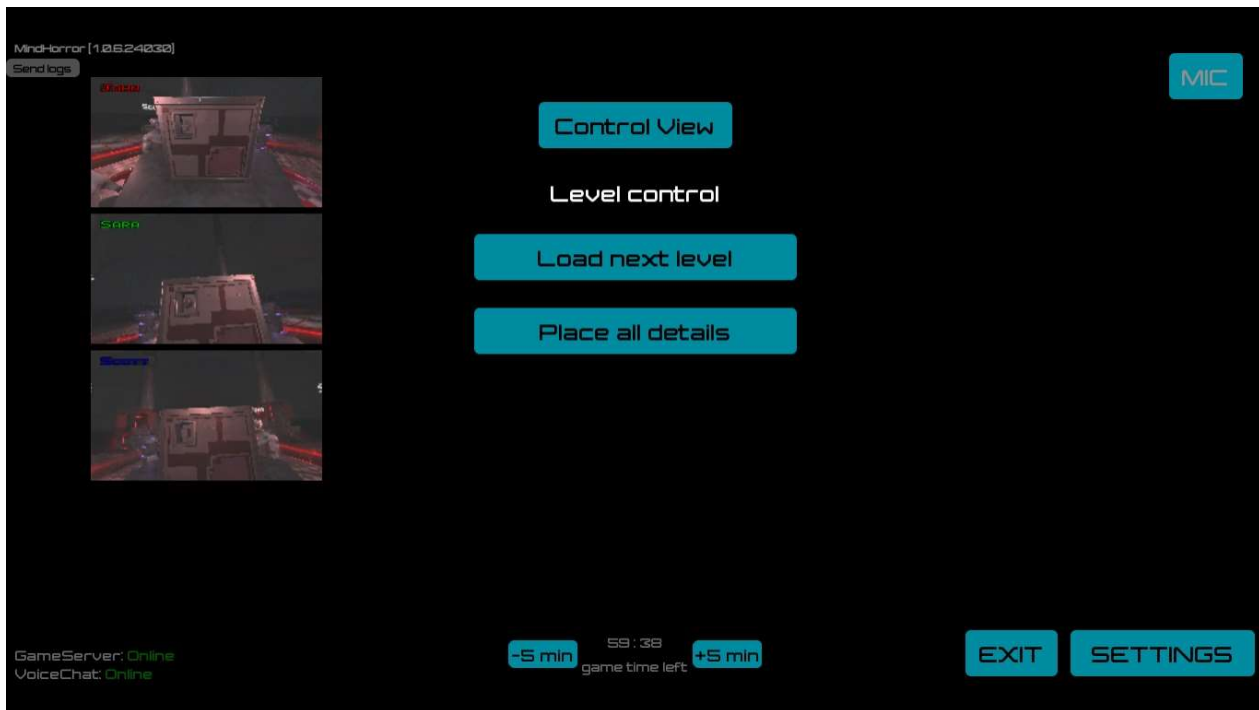 MindHorror [1.0.6.24030]
Send logs
MIC
Control View
SARA
Level control
Load next level
Place all details
Scott
59:38
-5 min
+5 min
game time left
GameServer: Online
VoiceChat: Online
EXIT
SETTINGS